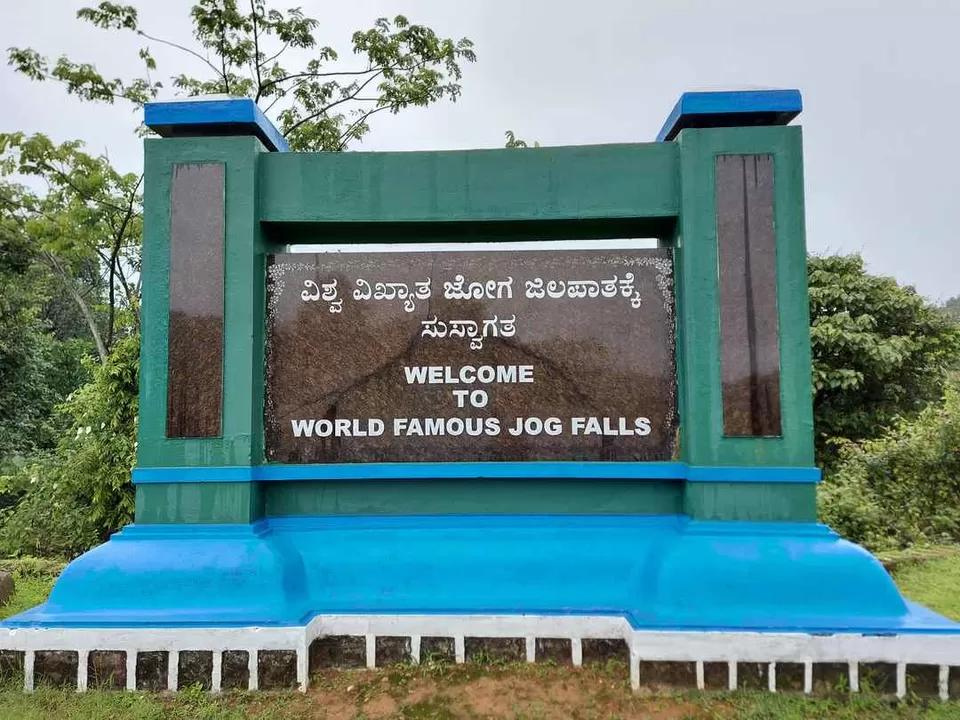 ವಿಶ್ವ ವಿಖ್ಯಾತ ಜೋಗ ಜಲಪಾತಕ್ಕೆ
ಸುಸ್ವಾಗತ
WELCOME
TO
WORLD FAMOUS JOG FALLS